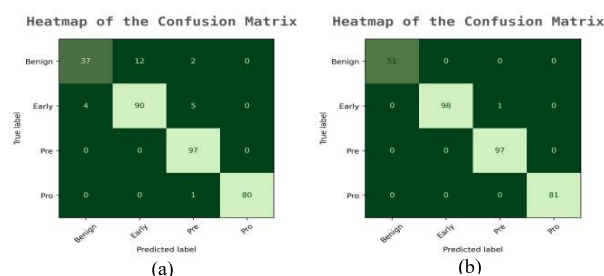 Heatmap of the Confusion Matrix
True label
Benign 37 12 2 0
Early 4 90 5 0
Pre 0 0 97 0
Pro 0 0 1 80
Benign Early Pre Pro
Predicted label
(a)
Heatmap of the Confusion Matrix
True label
Benign 51 0 0 0
Early 0 98 1 0
Pre 0 0 97 0
Pro 0 0 0 81
Benign Early Pre Pro
Predicted label
(b)